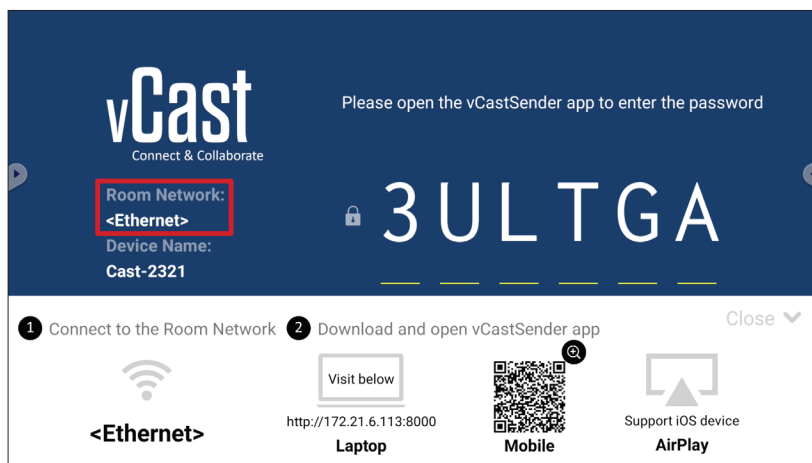 vCast
Connect & Collaborate
Please open the vCastSender app to enter the password
Room Network:
<Ethernet>
Device Name:
Cast-2321
3ULTGA
Close
1 Connect to the Room Network
2 Download and open vCastSender app
<Ethernet>
Visit below
http://172.21.6.113:8000
Laptop
Mobile
Support iOS device
AirPlay